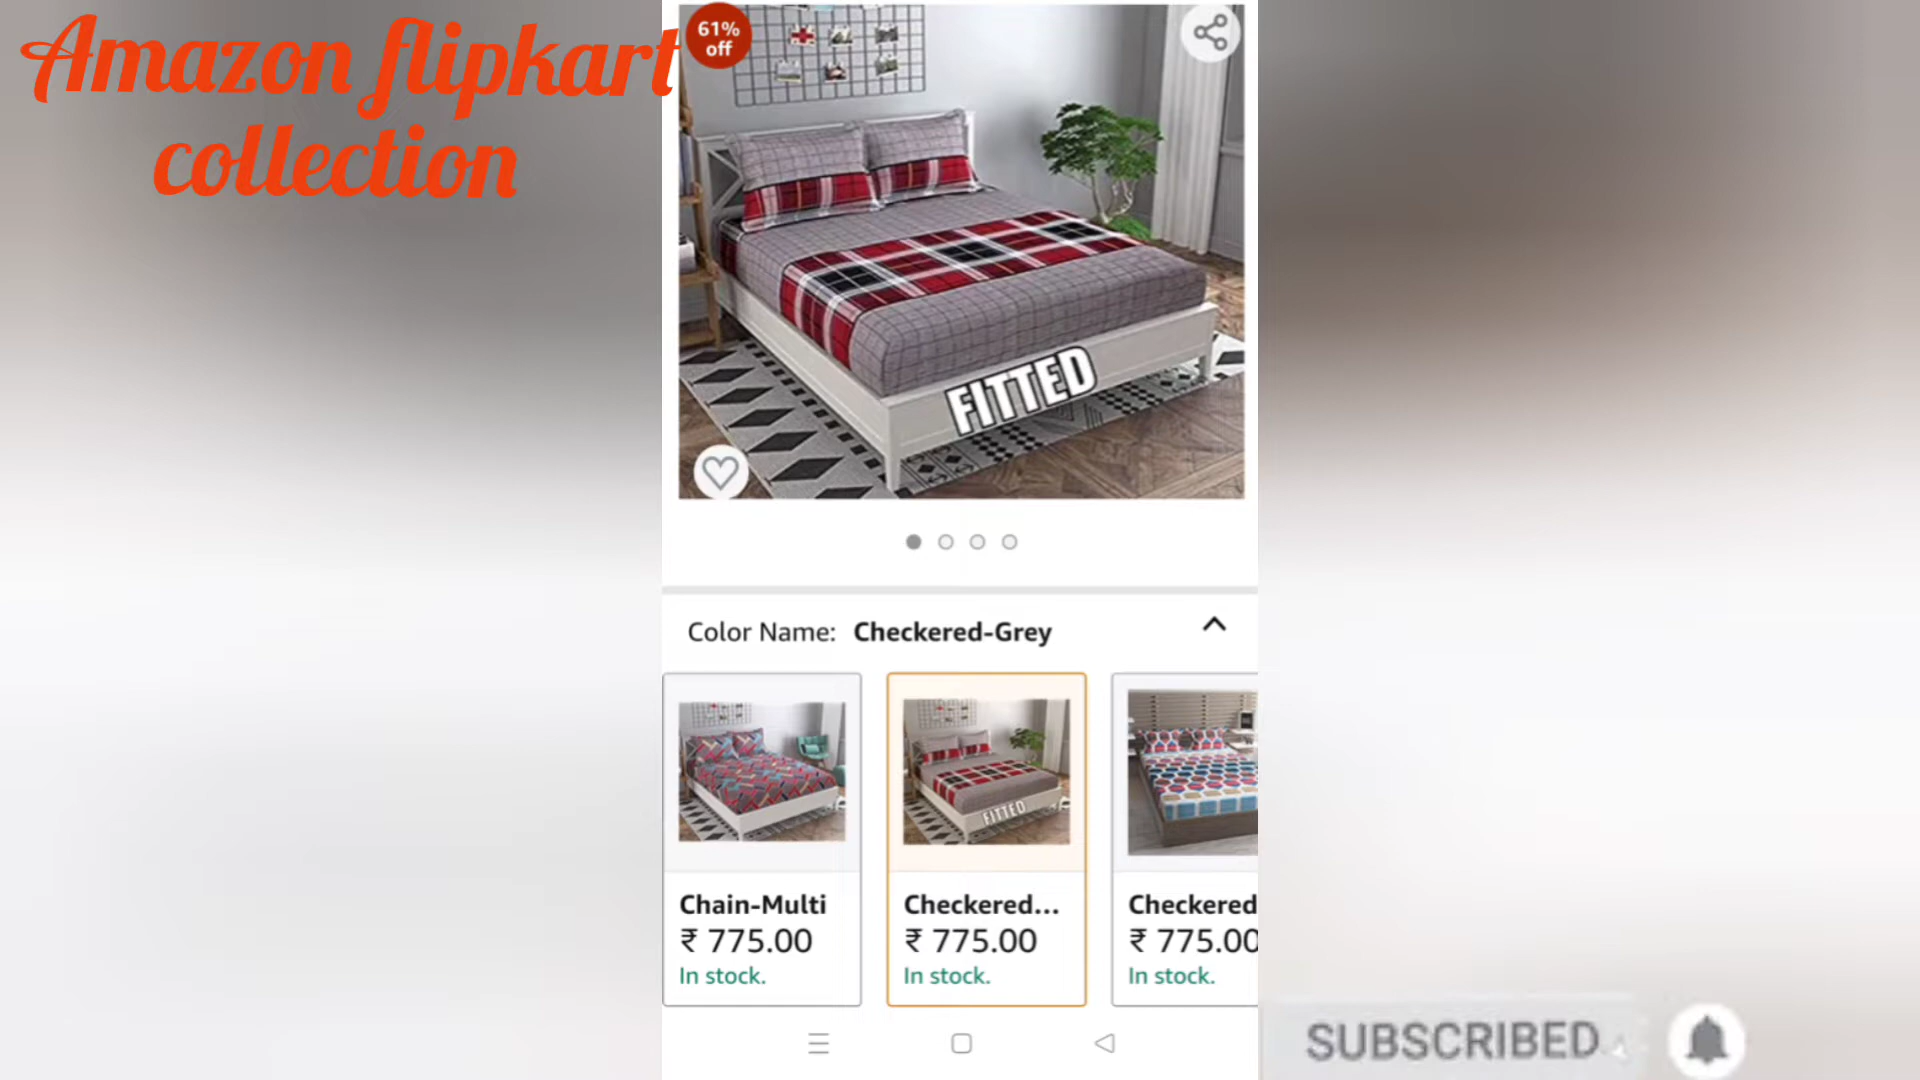 Amazon flipkart
collection
61%
off
FITTED
Color Name: Checkered-Grey
FITTED
Chain-Multi
₹ 775.00
In stock.
Checkered...
₹ 775.00
In stock.
Checkered
₹ 775.00
In stock.
SUBSCRIBED